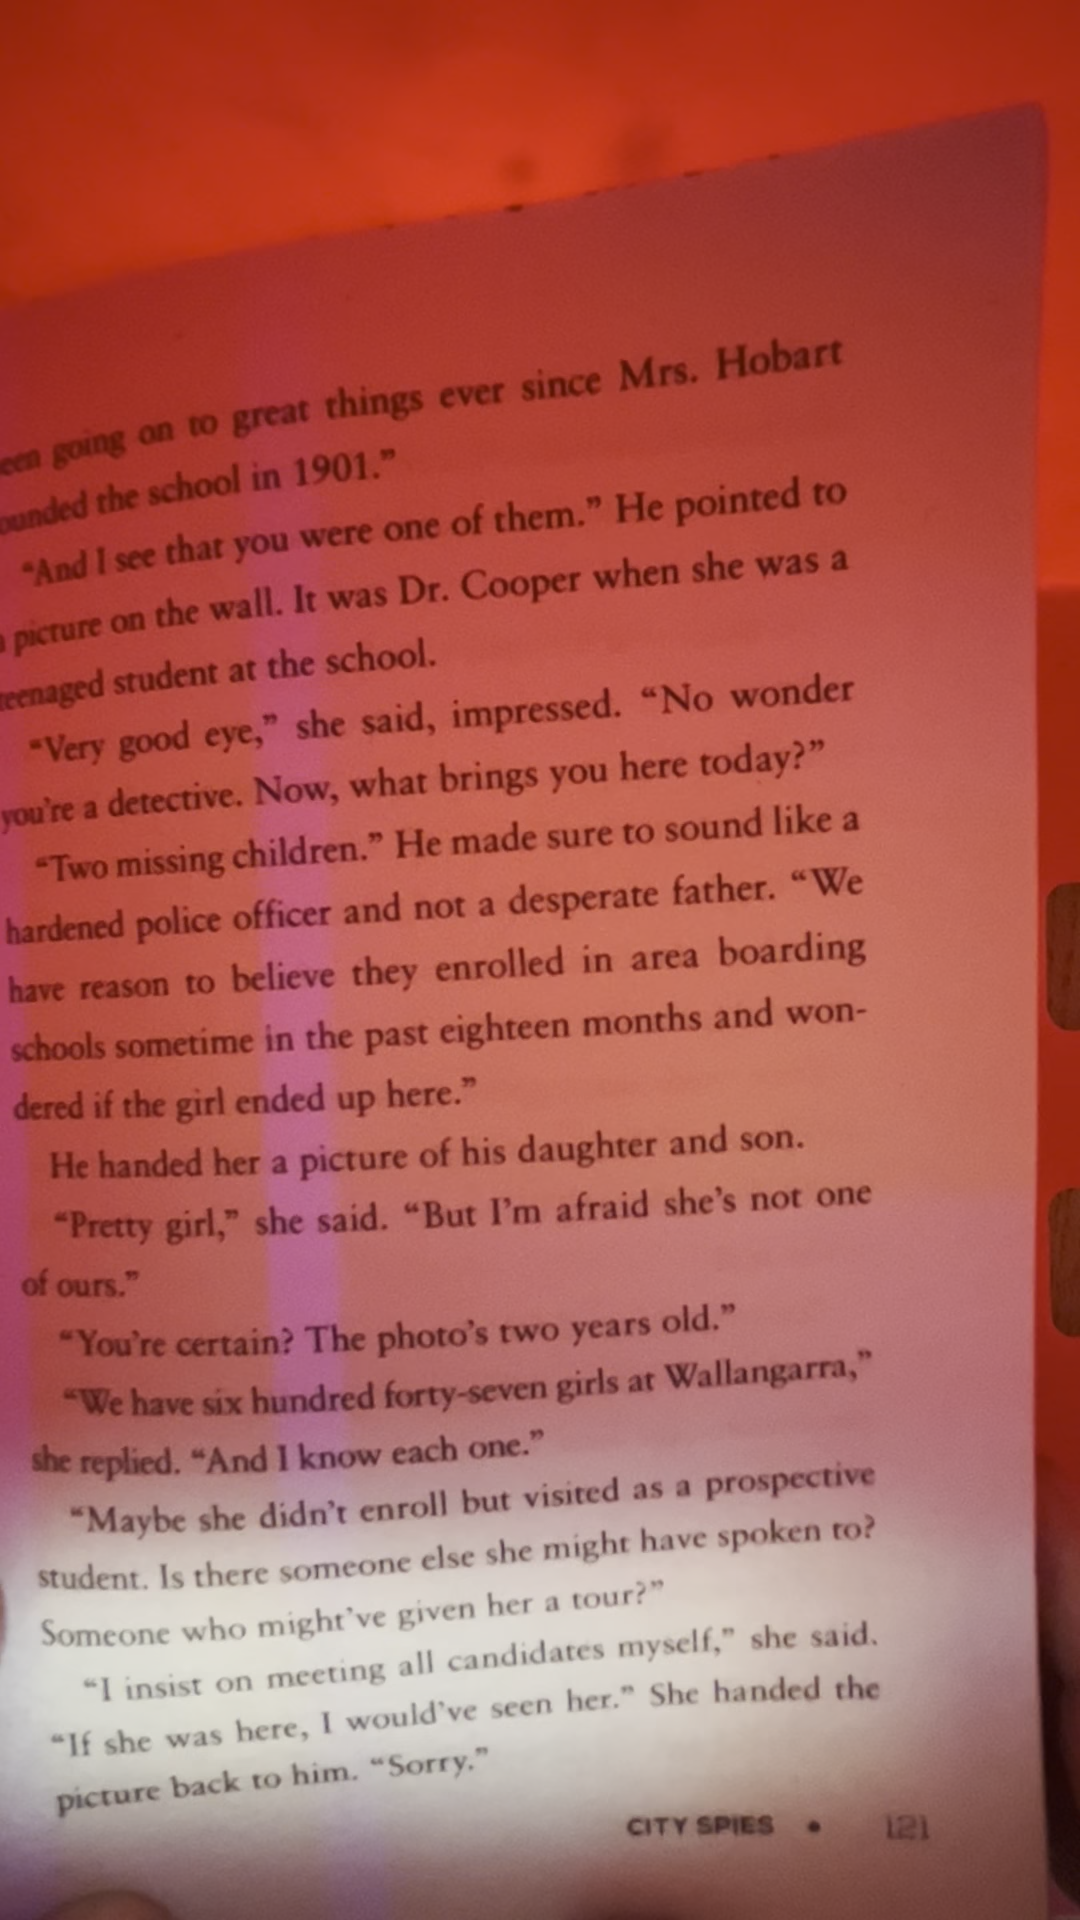 een going on to great things ever since Mrs. Hobart
ounded the school in 1901.”
“And I see that you were one of them.” He pointed to
a picture on the wall. It was Dr. Cooper when she was a
teenaged student at the school.
“Very good eye,” she said, impressed. “No wonder
you’re a detective. Now, what brings you here today?”
“Two missing children.” He made sure to sound like a
hardened police officer and not a desperate father. “We
have reason to believe they enrolled in area boarding
schools sometime in the past eighteen months and won-
dered if the girl ended up here.”
He handed her a picture of his daughter and son.
“Pretty girl,” she said. “But I’m afraid she’s not one
of ours.”
“You’re certain? The photo’s two years old.”
“We have six hundred forty-seven girls at Wallangarra,”
she replied. “And I know each one.”
“Maybe she didn’t enroll but visited as a prospective
student. Is there someone else she might have spoken to?
Someone who might’ve given her a tour?”
“I insist on meeting all candidates myself,” she said.
“If she was here, I would’ve seen her.” She handed the
picture back to him. “Sorry.”
CITY SPIES • 121